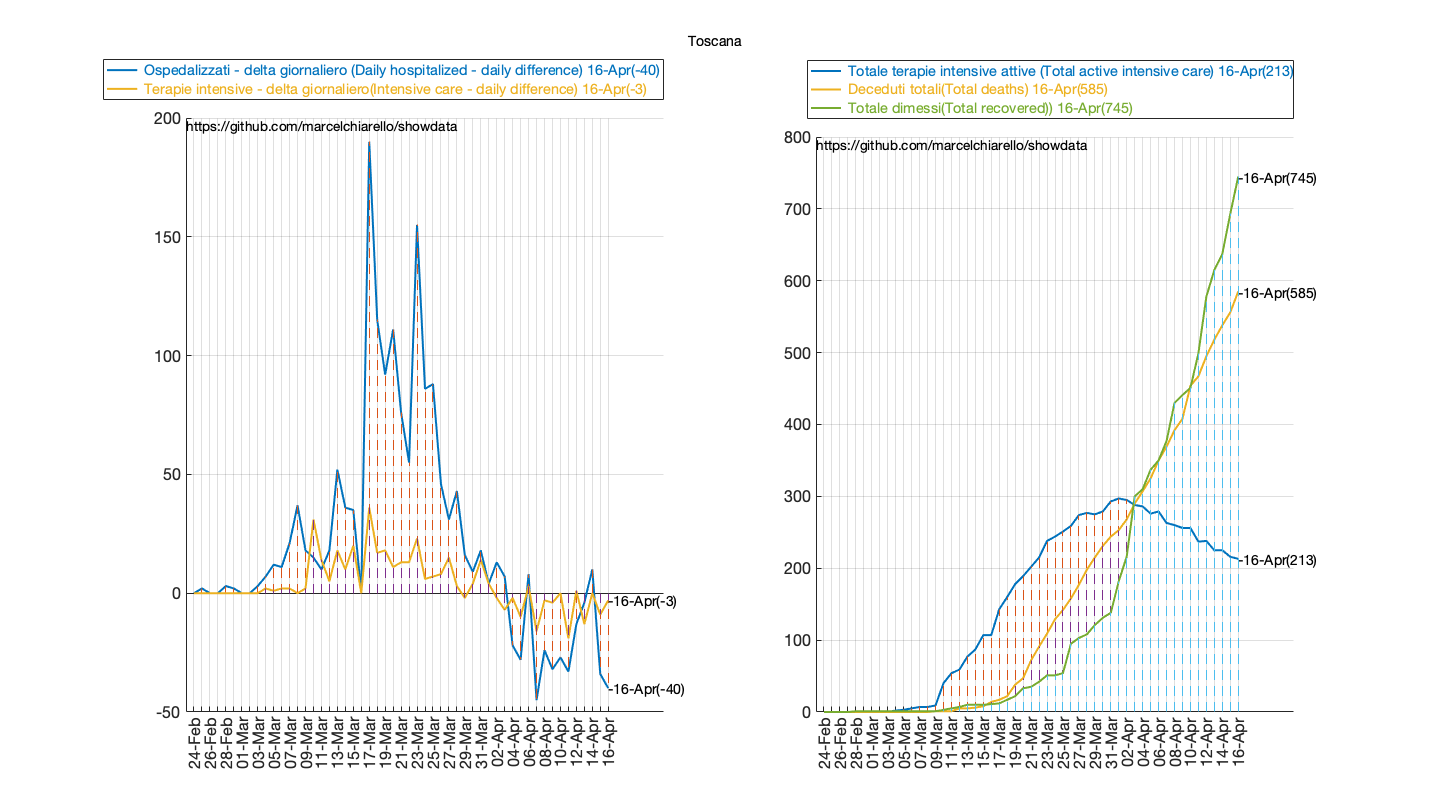 Toscana
Ospedalizzati - delta giornaliero (Daily hospitalized - daily difference) 16-Apr(-40)
Terapie intensive - delta giornaliero(Intensive care - daily difference) 16-Apr(-3)
https://github.com/marcelchiarello/showdata
200
150
100
50
0
-50
16-Apr(-3)
16-Apr(-40)
24-Feb
26-Feb
28-Feb
01-Mar
03-Mar
05-Mar
07-Mar
09-Mar
11-Mar
13-Mar
15-Mar
17-Mar
19-Mar
21-Mar
23-Mar
25-Mar
27-Mar
29-Mar
31-Mar
02-Apr
04-Apr
06-Apr
08-Apr
10-Apr
12-Apr
14-Apr
16-Apr
Totale terapie intensive attive (Total active intensive care) 16-Apr(213)
Deceduti totali(Total deaths) 16-Apr(585)
Totale dimessi(Total recovered)) 16-Apr(745)
https://github.com/marcelchiarello/showdata
800
700
600
500
400
300
200
100
0
16-Apr(745)
16-Apr(585)
16-Apr(213)
24-Feb
26-Feb
28-Feb
01-Mar
03-Mar
05-Mar
07-Mar
09-Mar
11-Mar
13-Mar
15-Mar
17-Mar
19-Mar
21-Mar
23-Mar
25-Mar
27-Mar
29-Mar
31-Mar
02-Apr
04-Apr
06-Apr
08-Apr
10-Apr
12-Apr
14-Apr
16-Apr